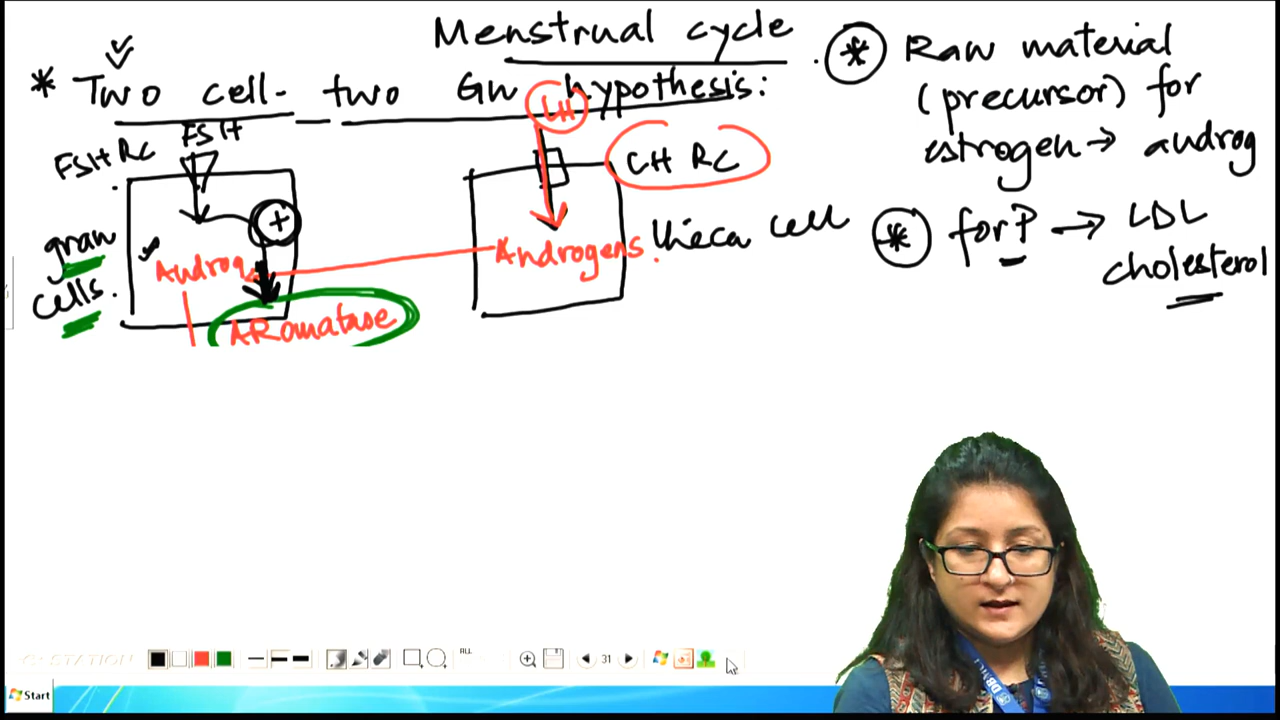 Menstrual cycle
* Two cell- two Gn hypothesis:
FSH RC
FSH
LH
LH RC
gran
cells.
+
Androg
Androgens.
theca cell
ARomatase
* Raw material
(precursor) for
estrogen → androg
* for P → LDL
cholesterol
ALL
31
Start